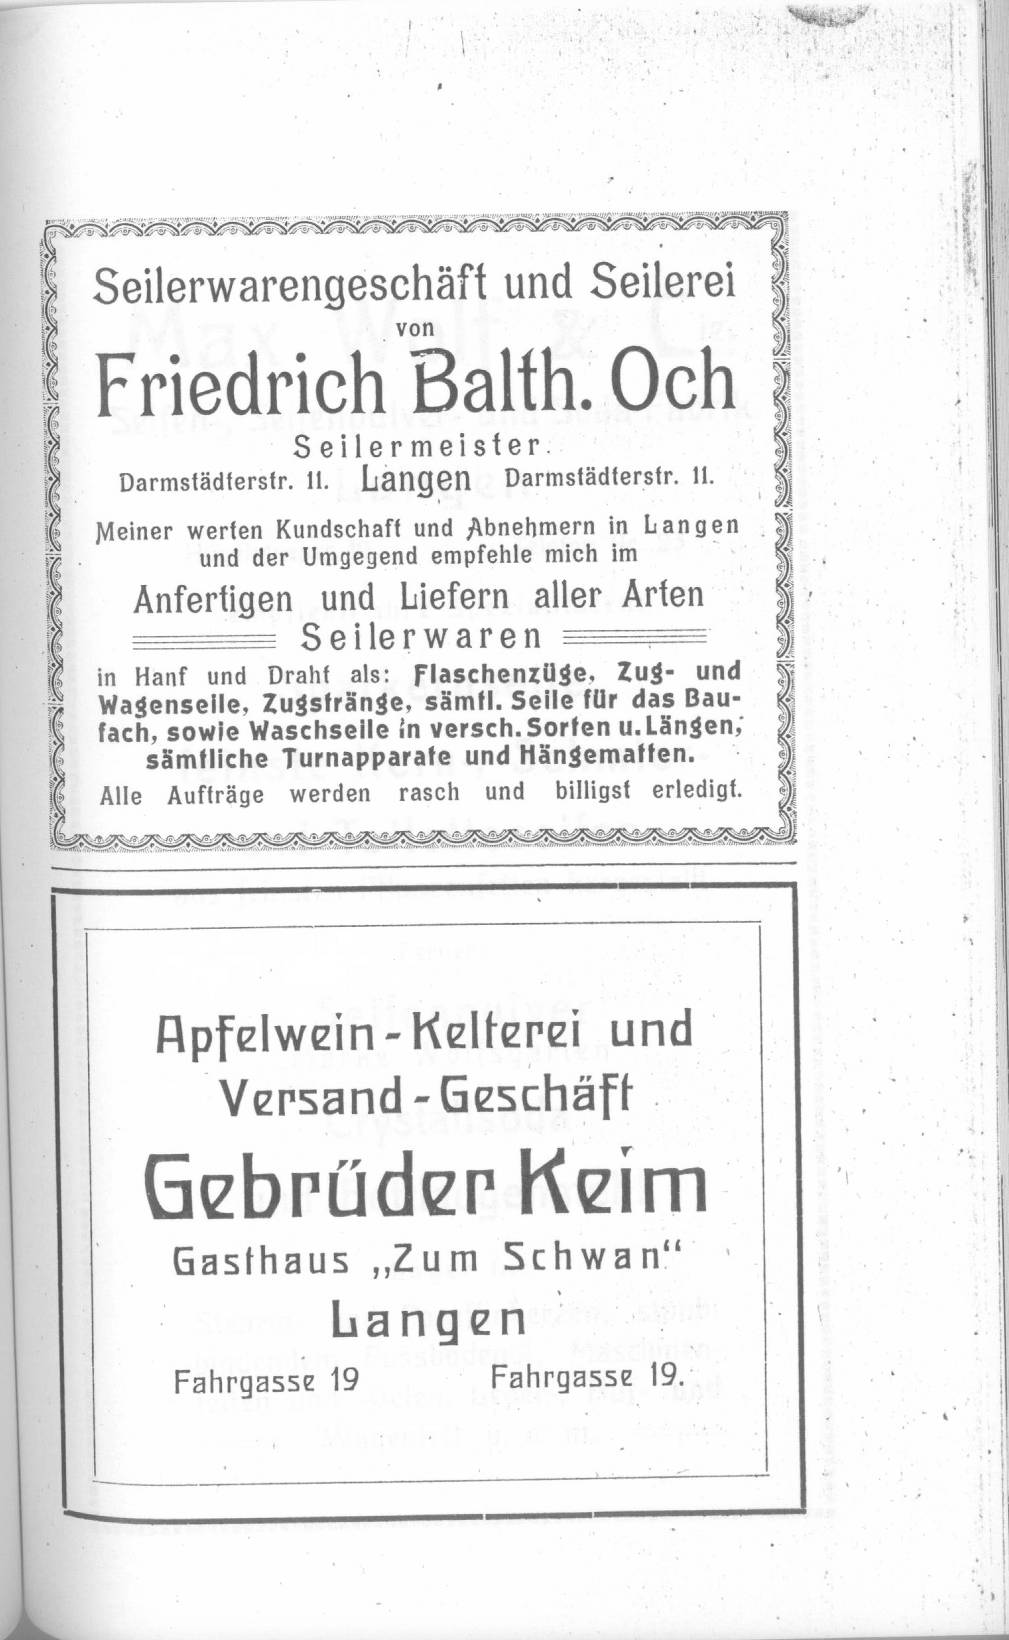 Seilerwarengeschäft und Seilerei
von
Friedrich Balth. Och
Seilermeister.
Darmstädterstr. 11. Langen Darmstädterstr. 11.
Meiner werten Kundschaft und Abnehmern in Langen
und der Umgegend empfehle mich im
Anfertigen und Liefern aller Arten
Seilerwaren
in Hanf und Draht als: Flaschenzüge, Zug- und
Wagenseile, Zugstränge, sämtl. Seile für das Bau-
fach, sowie Waschseile in versch. Sorten u. Längen,
sämtliche Turnapparate und Hängematten.
Alle Aufträge werden rasch und billigst erledigt.
Apfelwein-Kelterei und
Versand-Geschäft
Gebrüder Keim
Gasthaus „Zum Schwan“
Langen
Fahrgasse 19 Fahrgasse 19.